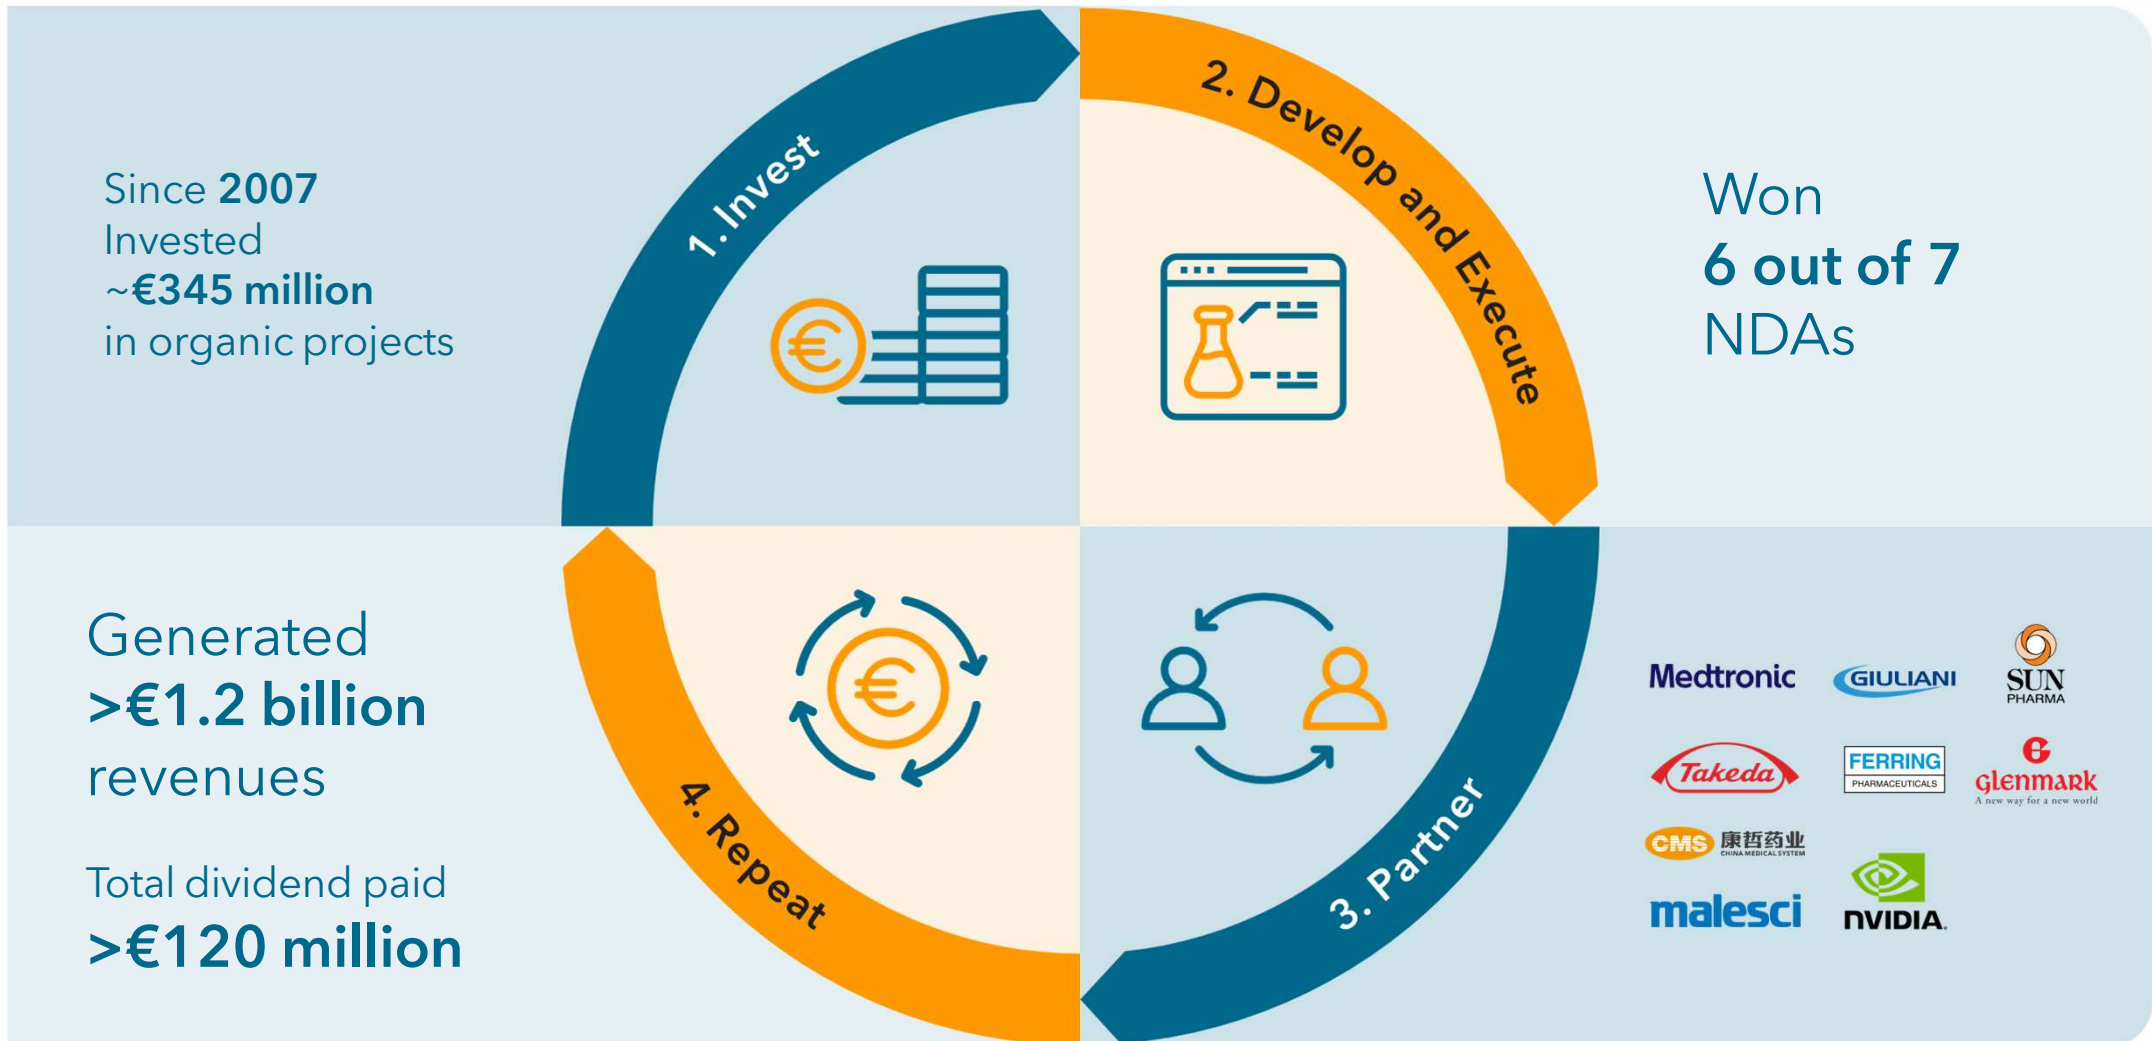 Since 2007
Invested
~€345 million
in organic projects
1. Invest
2. Develop and Execute
Won
6 out of 7
NDAs
Generated
>€1.2 billion
revenues
Total dividend paid
>€120 million
4. Repeat
3. Partner
Medtronic
GIULIANI
SUN
PHARMA
Takeda
FERRING
PHARMACEUTICALS
glenmark
A new way for a new world
CMS 康哲药业
CHINA MEDICAL SYSTEM
malesci
NVIDIA.